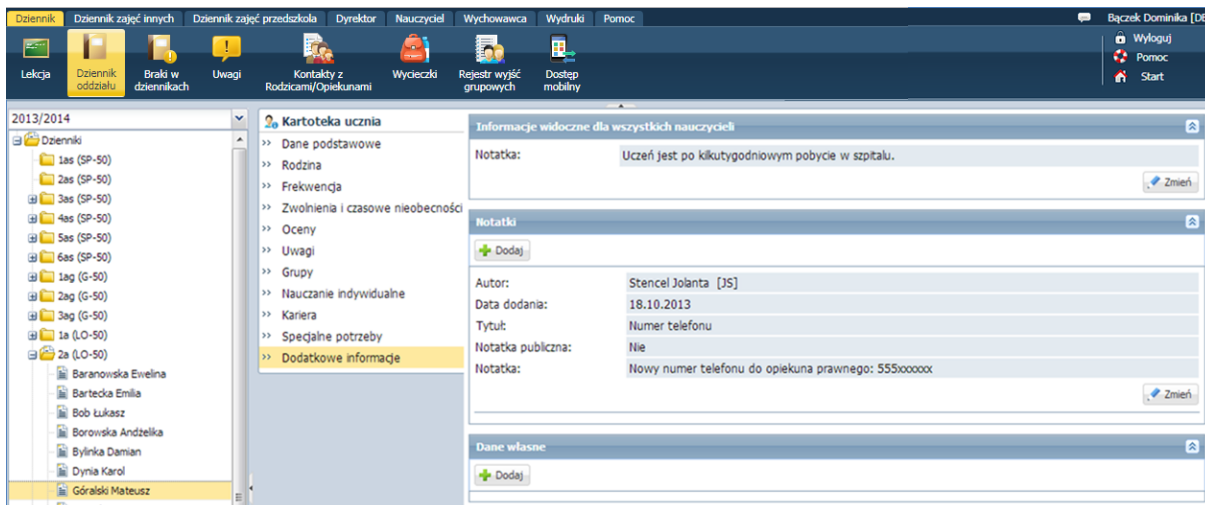 Dziennik Dziennik zajęć innych Dziennik zajęć przedszkola Dyrektor Nauczyciel Wychowawca Wydruki Pomoc Bączek Dominika [DB
Lekcja Dziennik oddziału Braki w dziennikach Uwagi Kontakty z Rodzicami/Opiekunami Wycieczki Rejestr wyjść grupowych Dostęp mobilny
Wyloguj
Pomoc
Start
2013/2014
Dzienniki
1as (SP-50)
2as (SP-50)
3as (SP-50)
4as (SP-50)
5as (SP-50)
6as (SP-50)
1ag (G-50)
2ag (G-50)
3ag (G-50)
1a (LO-50)
2a (LO-50)
Baranowska Ewelina
Bartecka Emilia
Bob Łukasz
Borowska Andżelika
Bylinka Damian
Dynia Karol
Góralski Mateusz
Kartoteka ucznia
Dane podstawowe
Rodzina
Frekwencja
Zwolnienia i czasowe nieobecności
Oceny
Uwagi
Grupy
Nauczanie indywidualne
Kariera
Specjalne potrzeby
Dodatkowe informacje
Informacje widoczne dla wszystkich nauczycieli
Notatka: Uczeń jest po kilkutygodniowym pobycie w szpitalu.
Zmień
Notatki
Dodaj
Autor: Stencel Jolanta [JS]
Data dodania: 18.10.2013
Tytuł: Numer telefonu
Notatka publiczna: Nie
Notatka: Nowy numer telefonu do opiekuna prawnego: 555xxxxxx
Zmień
Dane własne
Dodaj